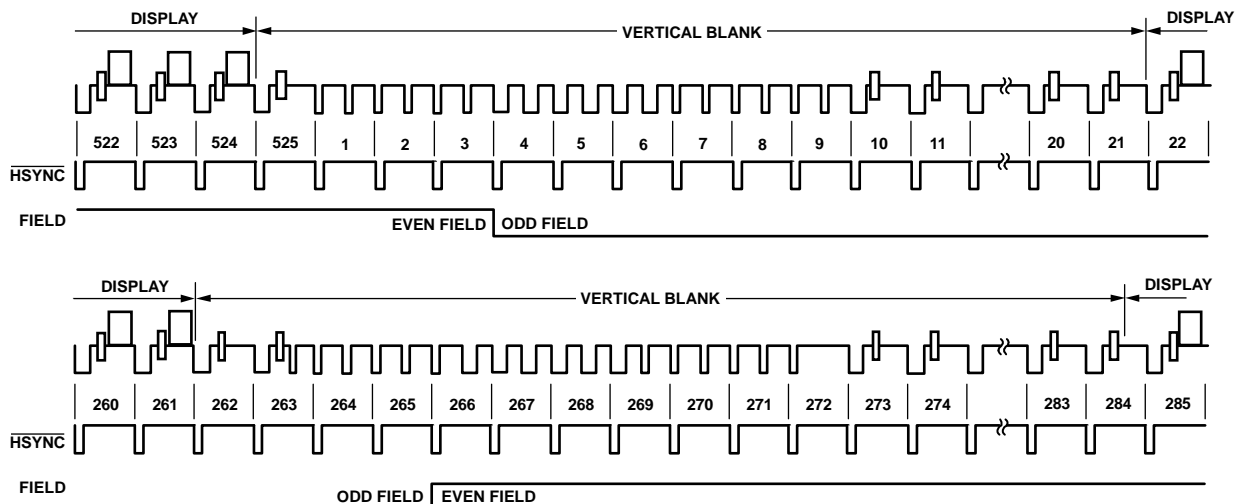 DISPLAY VERTICAL BLANK DISPLAY
522 523 524 525 1 2 3 4 5 6 7 8 9 10 11 20 21 22
HSYNC
FIELD EVEN FIELD ODD FIELD
DISPLAY VERTICAL BLANK DISPLAY
260 261 262 263 264 265 266 267 268 269 270 271 272 273 274 283 284 285
HSYNC
FIELD ODD FIELD EVEN FIELD